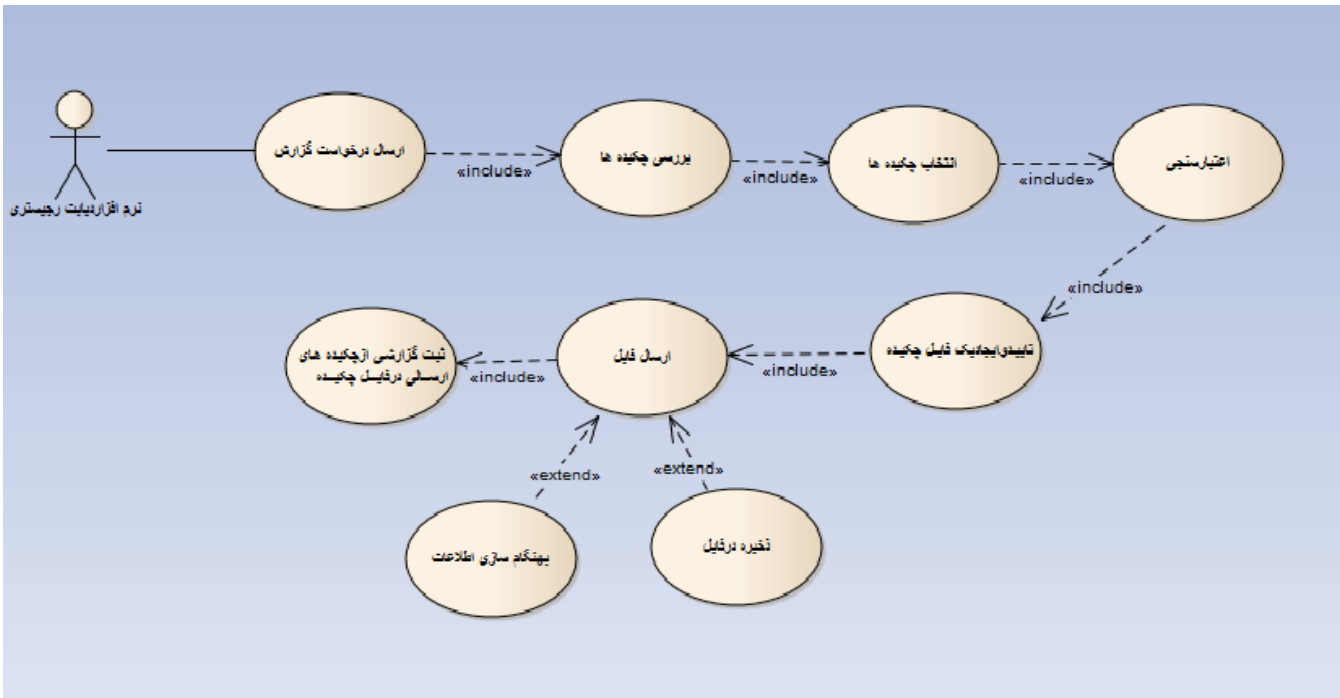 نرم افزاردیابت رجیستری
ارسال درخواست گزارش
«include»
بررسی چکیده ها
«include»
انتخاب چکیده ها
«include»
اعتبارسنجی
«include»
تاییدوایجادیک فایل چکیده
«include»
ارسال فایل
«include»
ثبت گزارشی ازچکیده های
ارسالی درفایل چکیده
«extend»
«extend»
بهنگام سازی اطلاعات
ذخیره درفایل